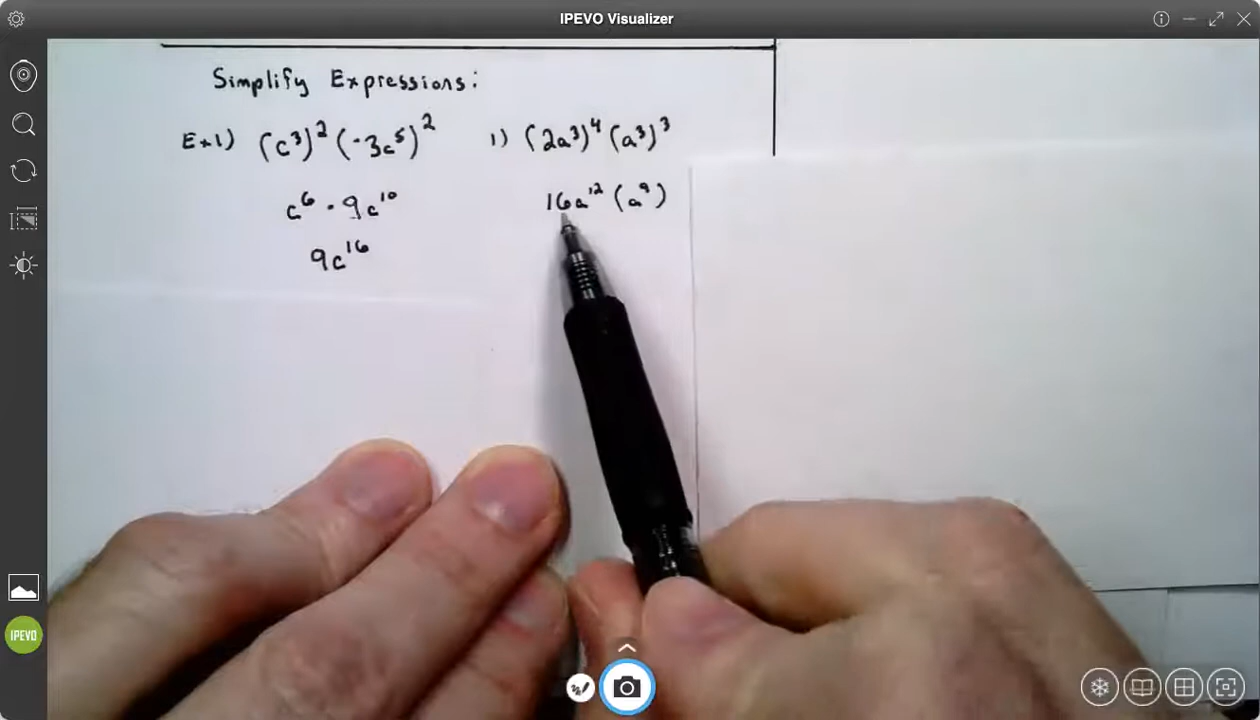 IPEVO Visualizer
Simplify Expressions:
Ex1) (c³)² (-3c⁵)²
c⁶ · 9c¹⁰
9c¹⁶
1) (2a³)⁴ (a³)³
16a¹² (a⁹)
IPEVO